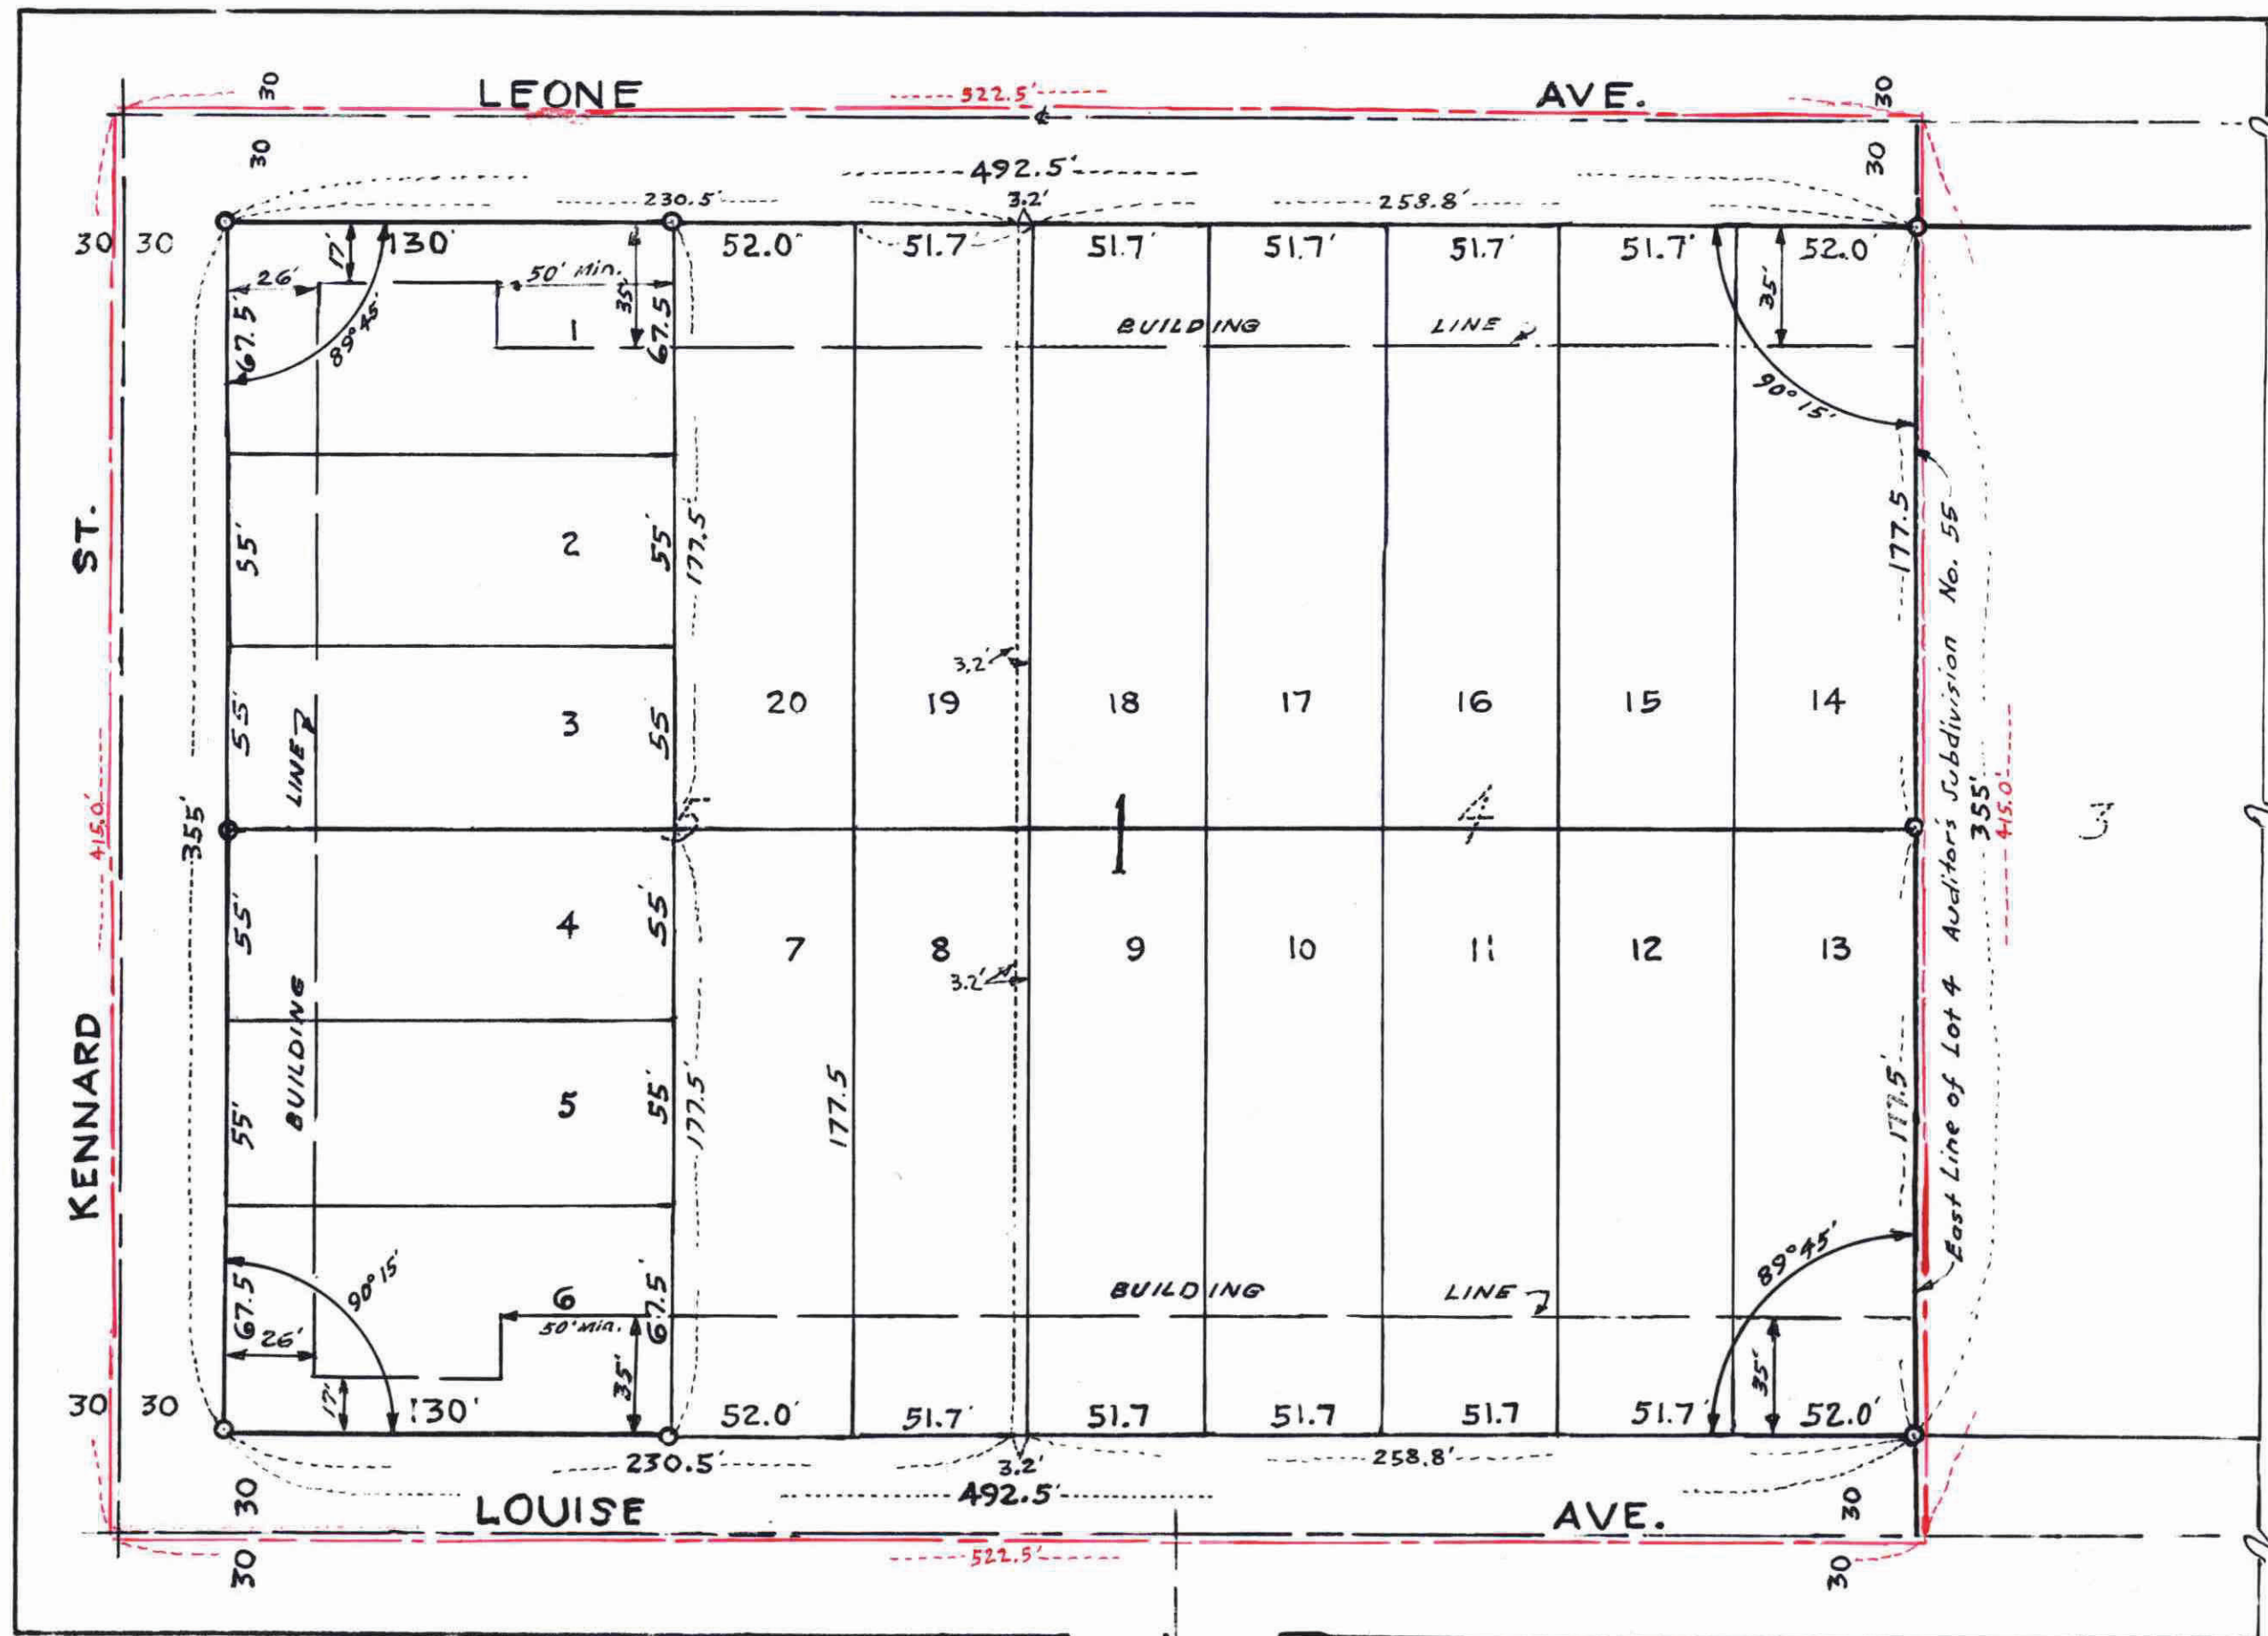 LEONE AVE.
522.5'
30 30
30 30
492.5'
230.5' 3.2' 258.8'
30 30
130' 52.0' 51.7' 51.7' 51.7' 51.7' 51.7' 52.0'
17' 26' 50' Min. 35' 35'
67.5' 89°45' 1 67.5' BUILDING LINE 90°15'
ST.
55' 2 55' 177.5' 177.5
55' LINE 3 55 3.2'
20 19 18 17 16 15 14
415.0' 355' 5 1 4 355' 415.0' 3
East Line of Lot 4 Auditor's Subdivision No. 55
55' 4 55'
7 8 9 10 11 12 13
3.2'
KENNARD
BUILDING
55' 5 55' 177.5' 177.5 177.5'
67.5' 90°15' 6 67.5' BUILDING LINE 89°45'
26' 50' Min.
17' 35' 35'
30 30 130' 52.0' 51.7' 51.7 51.7 51.7 51.7' 52.0'
230.5' 3.2' 258.8'
492.5'
30 30
LOUISE AVE.
522.5'
30 30